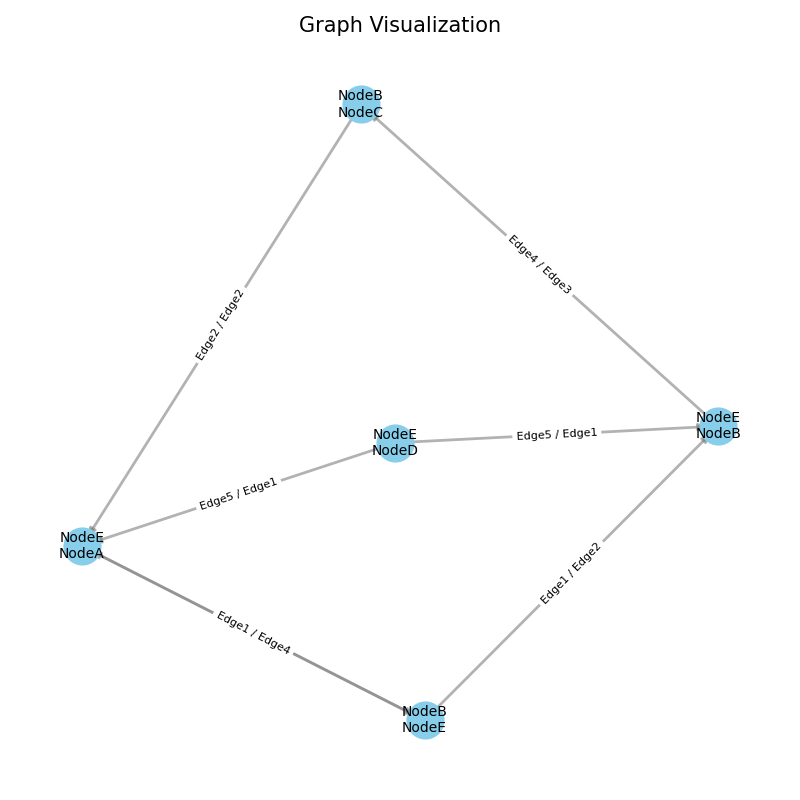 Graph Visualization
NodeB
NodeC
Edge4 / Edge3
Edge2 / Edge2
NodeE
NodeB
Edge5 / Edge1
NodeE
NodeD
Edge5 / Edge1
NodeE
NodeA
Edge1 / Edge2
Edge1 / Edge4
NodeB
NodeE